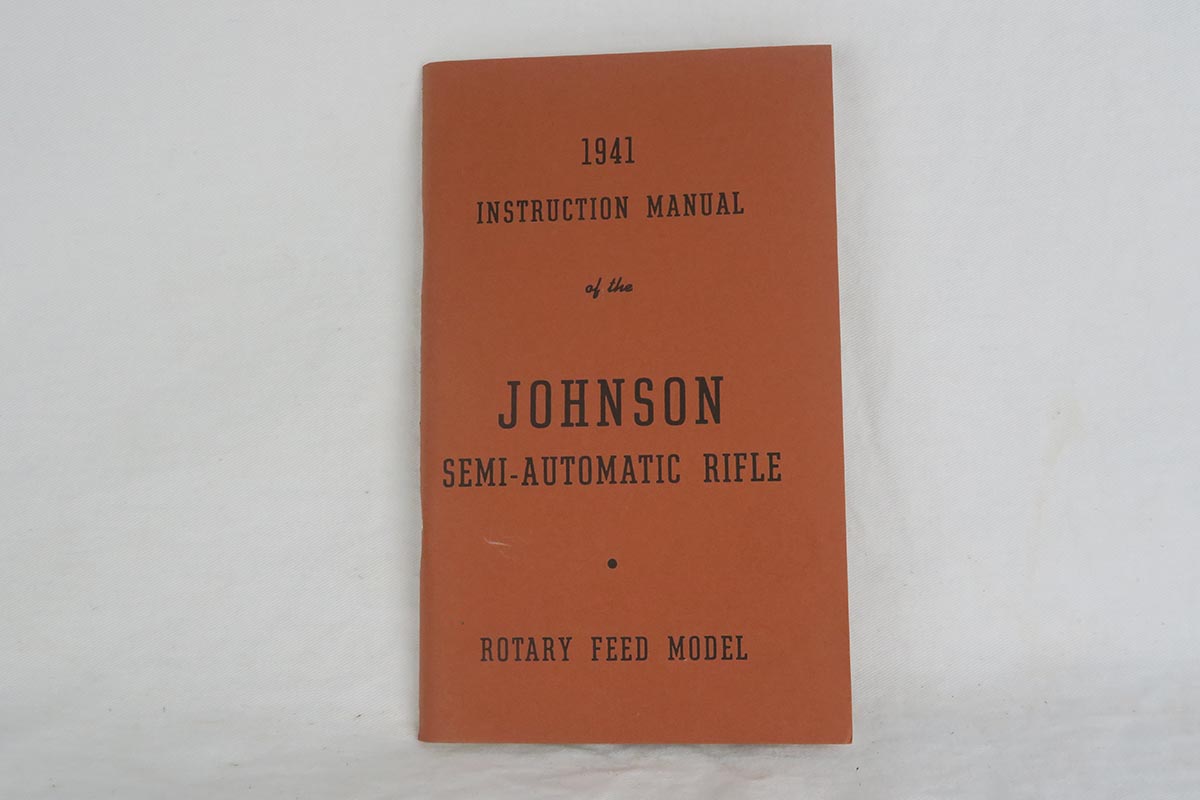 1941
INSTRUCTION MANUAL
of the
JOHNSON
SEMI-AUTOMATIC RIFLE
ROTARY FEED MODEL